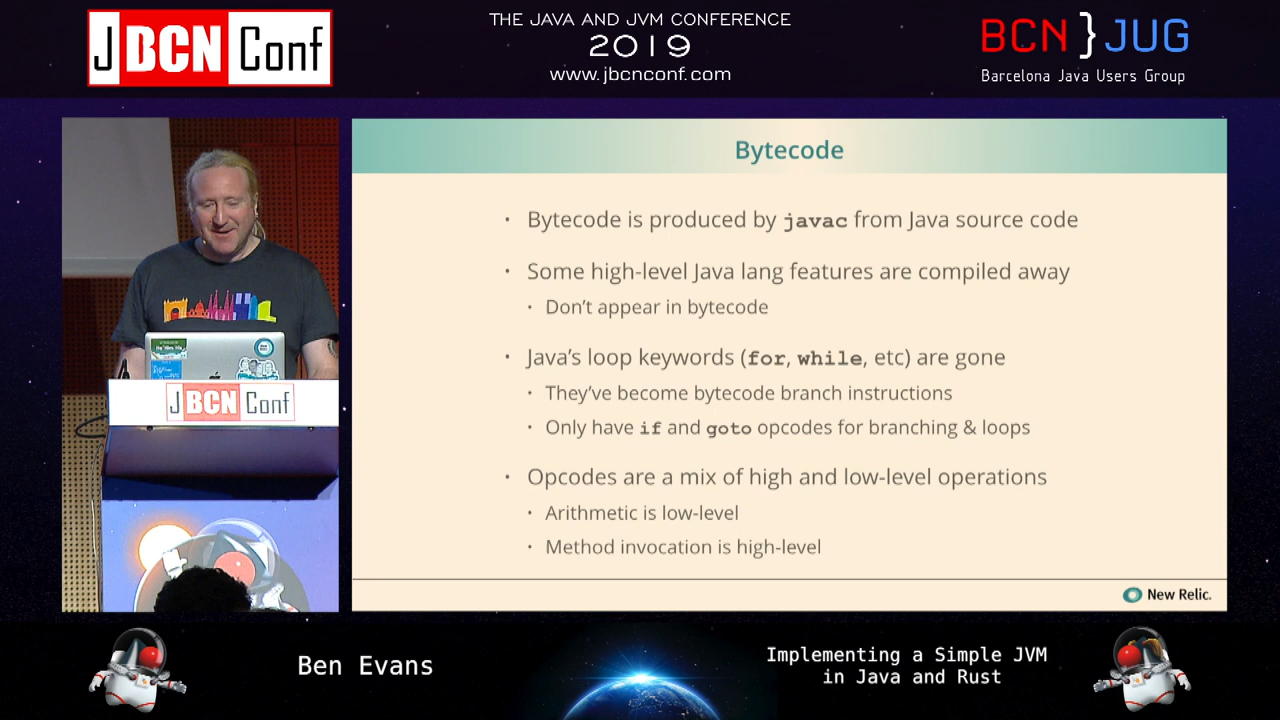 J BCN Conf
THE JAVA AND JVM CONFERENCE
2019
www.jbcnconf.com
BCN}JUG
Barcelona Java Users Group
Bytecode
• Bytecode is produced by javac from Java source code
• Some high-level Java lang features are compiled away
• Don’t appear in bytecode
• Java’s loop keywords (for, while, etc) are gone
• They’ve become bytecode branch instructions
• Only have if and goto opcodes for branching & loops
• Opcodes are a mix of high and low-level operations
• Arithmetic is low-level
• Method invocation is high-level
New Relic.
J BCN Conf
Ben Evans
Implementing a Simple JVM
in Java and Rust